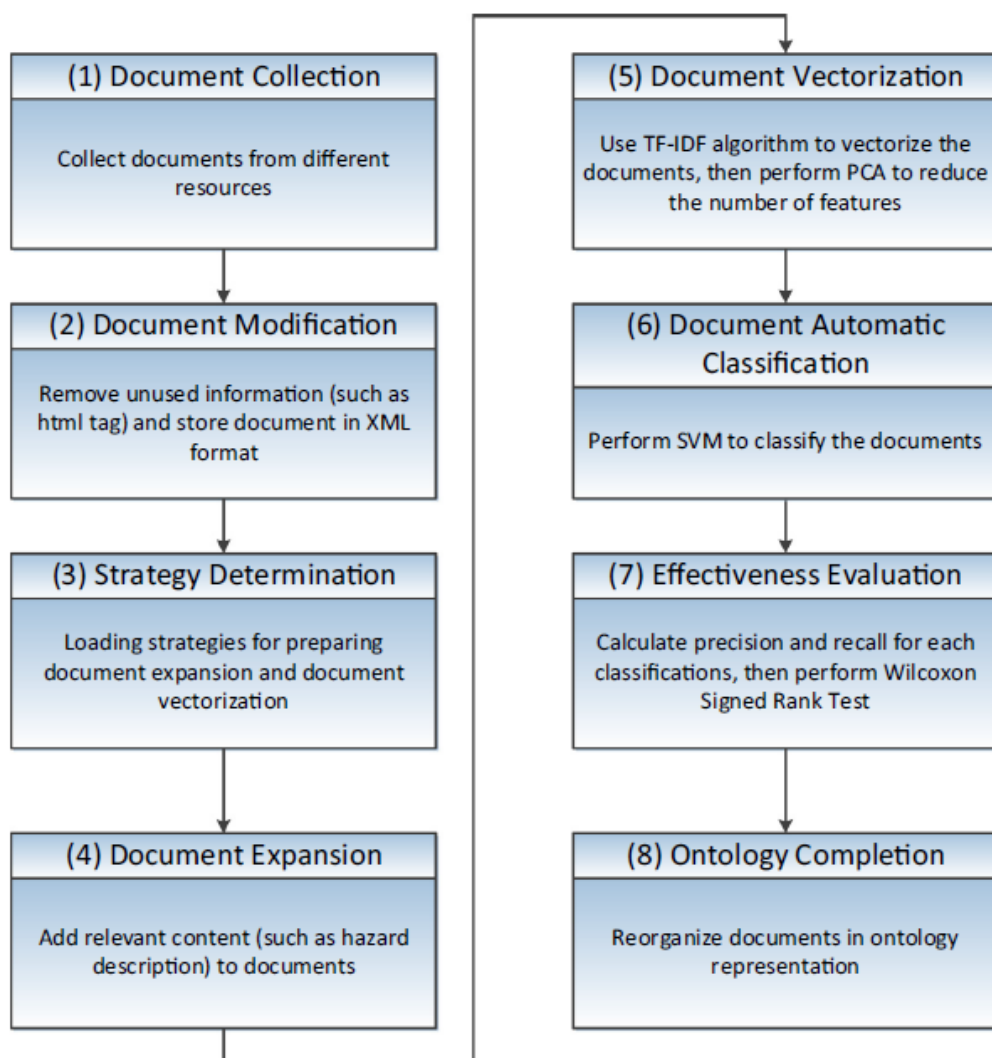 (1) Document Collection
Collect documents from different
resources
(2) Document Modification
Remove unused information (such as
html tag) and store document in XML
format
(3) Strategy Determination
Loading strategies for preparing
document expansion and document
vectorization
(4) Document Expansion
Add relevant content (such as hazard
description) to documents
(5) Document Vectorization
Use TF-IDF algorithm to vectorize the
documents, then perform PCA to reduce
the number of features
(6) Document Automatic
Classification
Perform SVM to classify the documents
(7) Effectiveness Evaluation
Calculate precision and recall for each
classifications, then perform Wilcoxon
Signed Rank Test
(8) Ontology Completion
Reorganize documents in ontology
representation